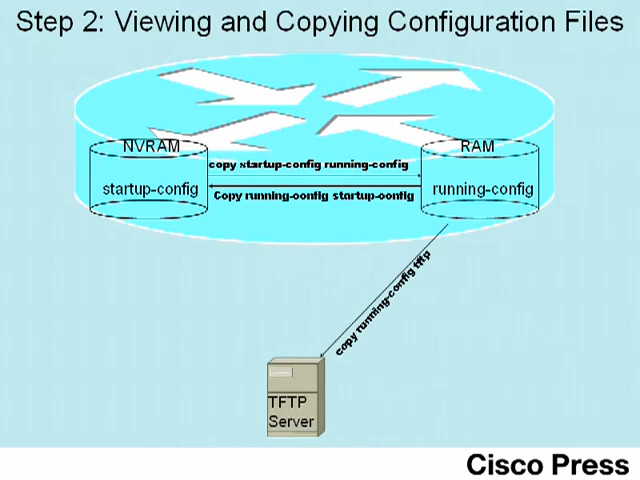 Step 2: Viewing and Copying Configuration Files
NVRAM
RAM
copy startup-config running-config
startup-config
running-config
Copy running-config startup-config
copy running-config tftp
TFTP
Server
Cisco Press